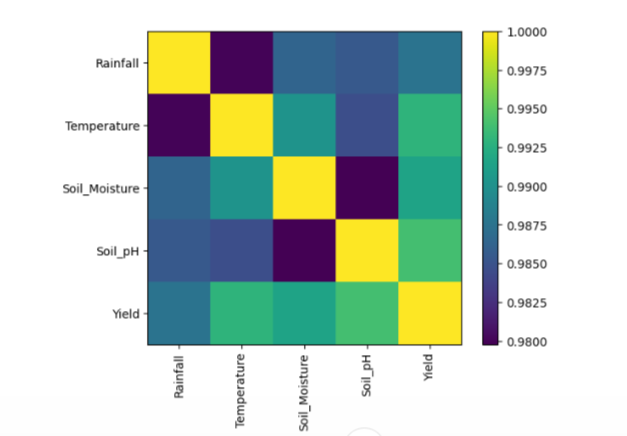 Rainfall
Temperature
Soil_Moisture
Soil_pH
Yield
Rainfall
Temperature
Soil_Moisture
Soil_pH
Yield
1.0000
0.9975
0.9950
0.9925
0.9900
0.9875
0.9850
0.9825
0.9800